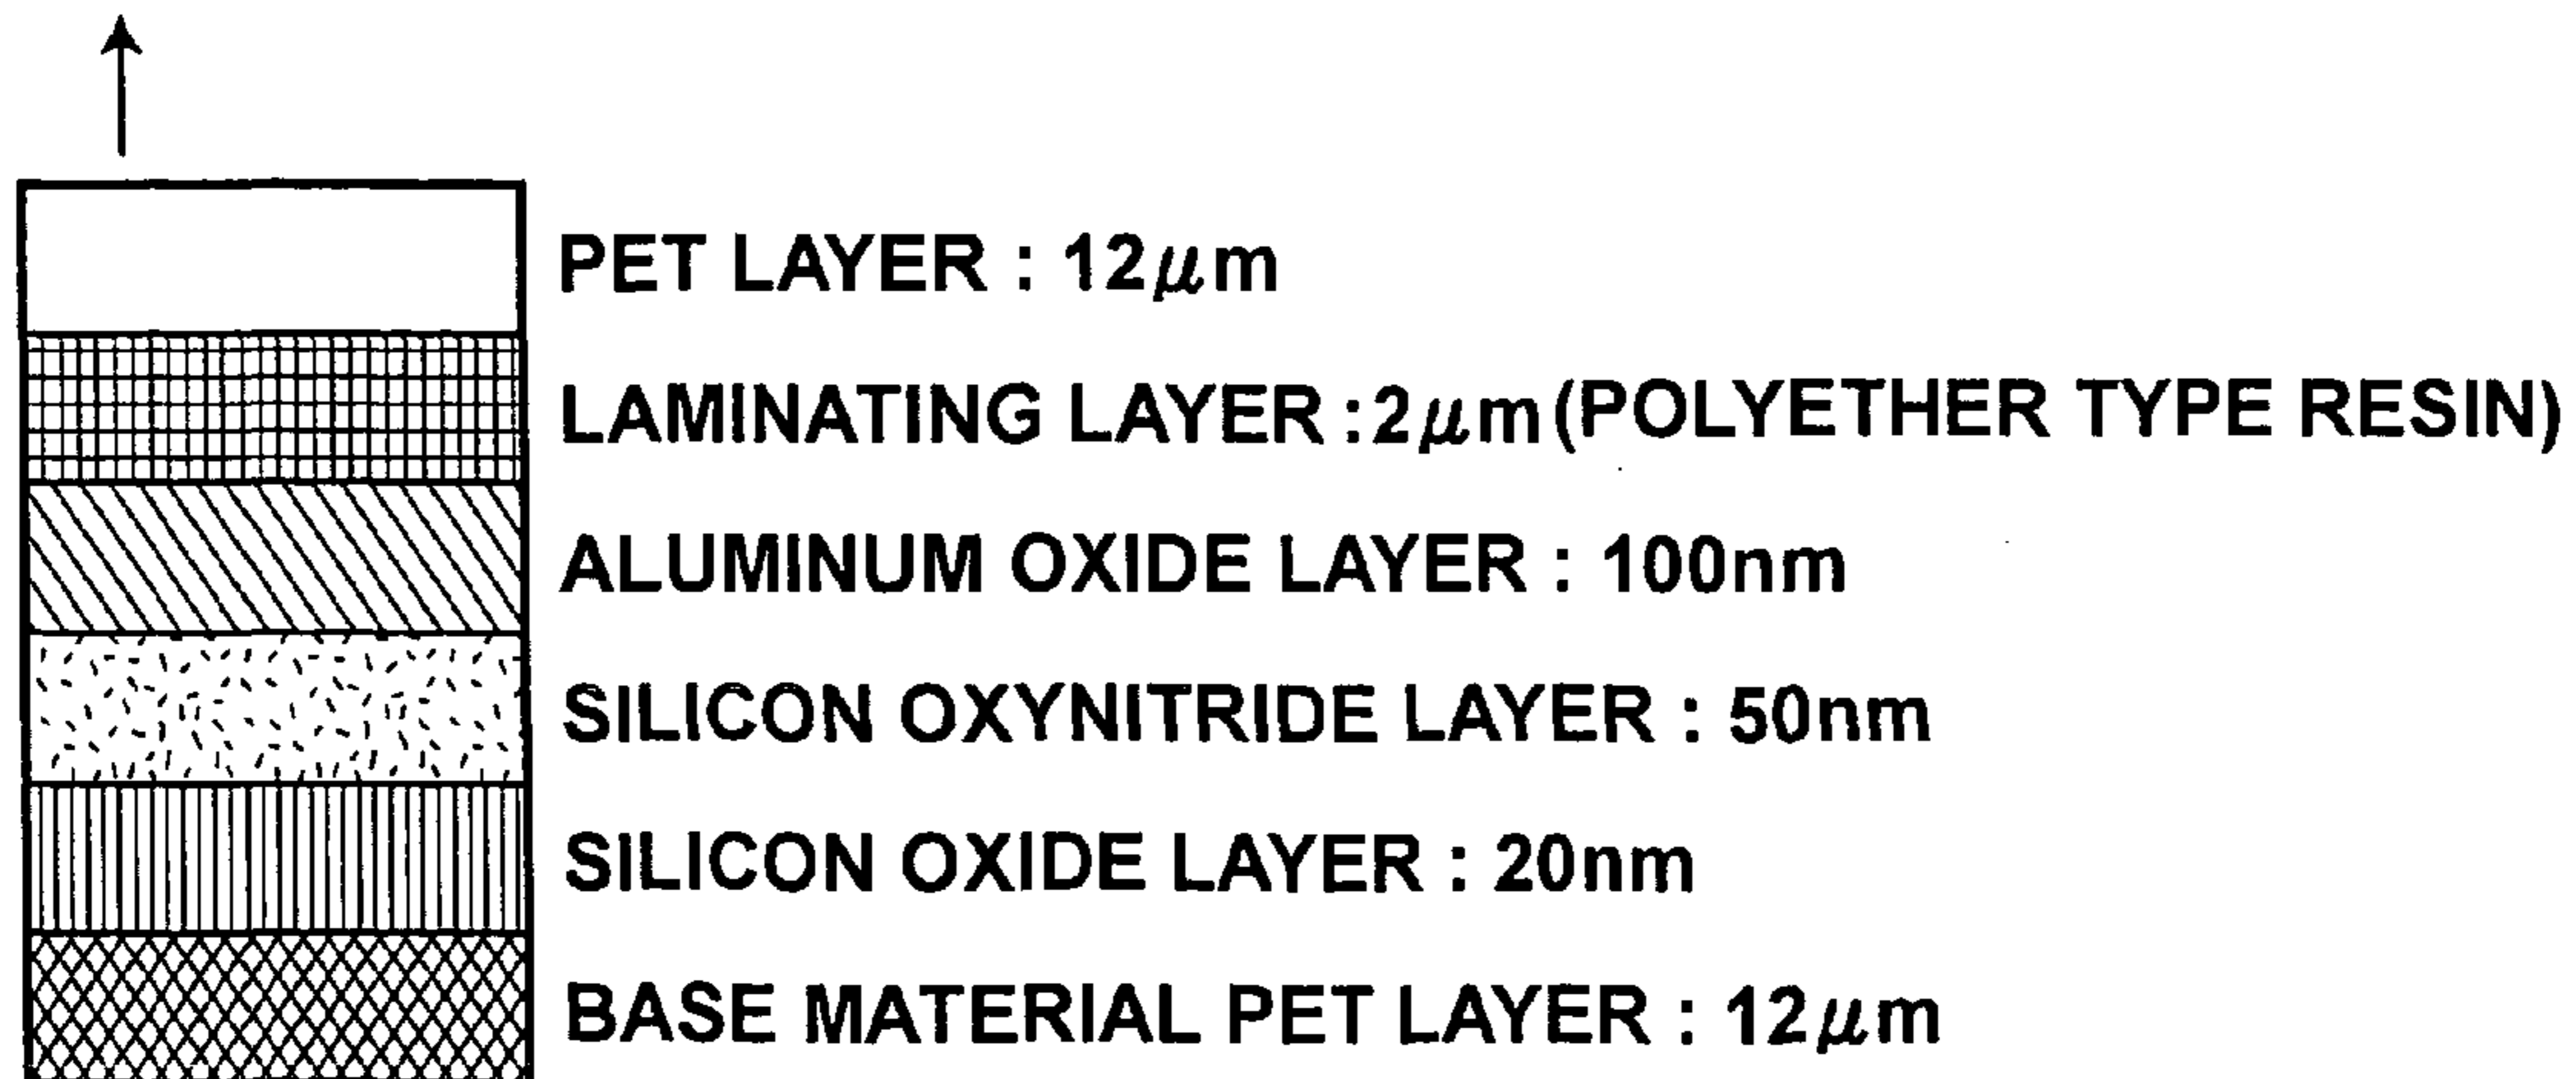 PET LAYER : 12μm
LAMINATING LAYER :2μm(POLYETHER TYPE RESIN)
ALUMINUM OXIDE LAYER : 100nm
SILICON OXYNITRIDE LAYER : 50nm
SILICON OXIDE LAYER : 20nm
BASE MATERIAL PET LAYER : 12μm